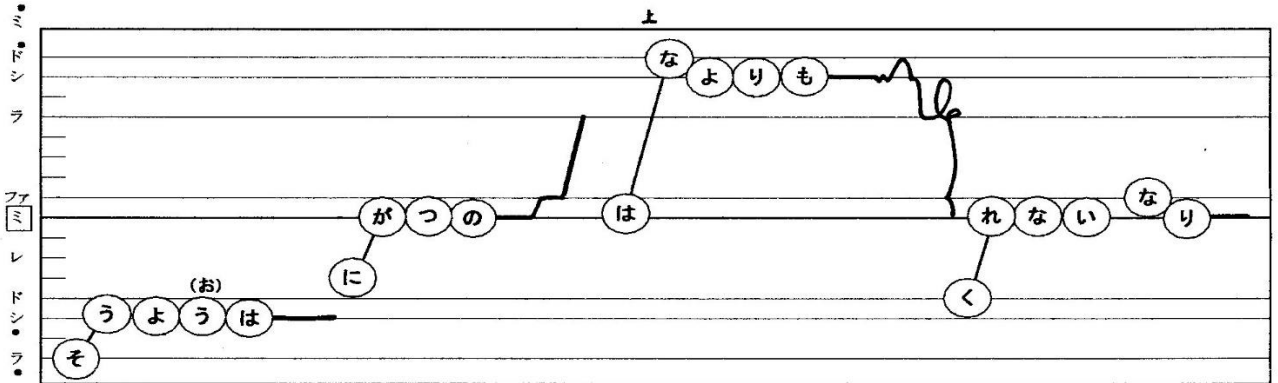 上
ミ
ド
シ
ラ
ファ
ミ
レ
ド
シ
ラ
そうようは
(お)
にがつの
はなよりも
くれないなり